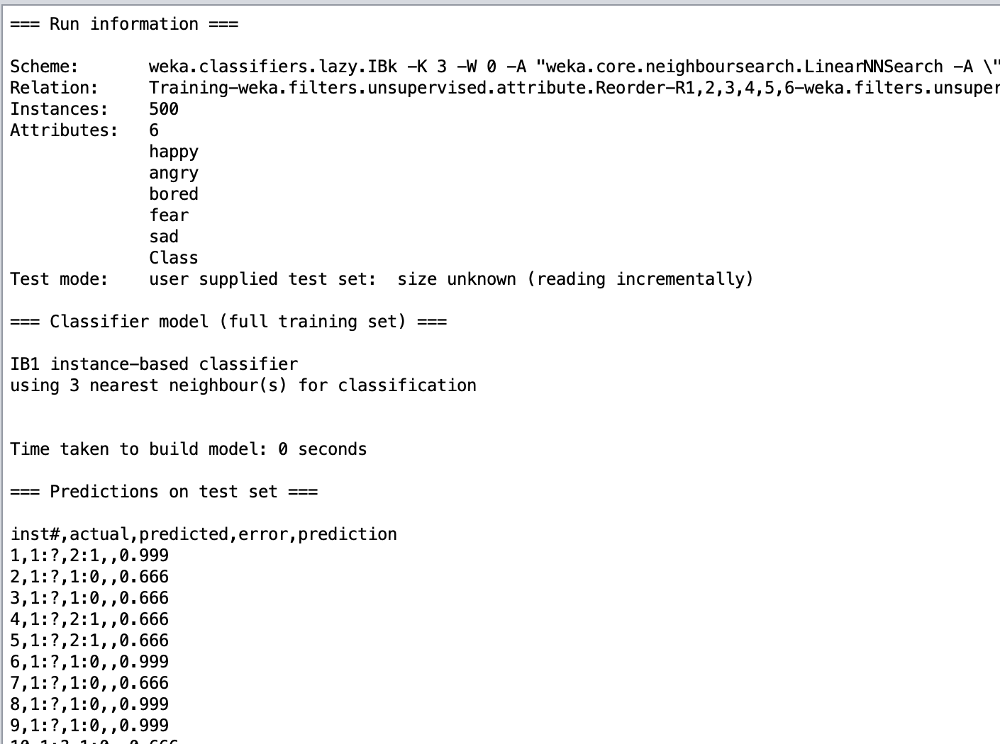 === Run information ===
Scheme: weka.classifiers.lazy.IBk -K 3 -W 0 -A "weka.core.neighboursearch.LinearNNSearch -A \"
Relation: Training-weka.filters.unsupervised.attribute.Reorder-R1,2,3,4,5,6-weka.filters.unsuper
Instances: 500
Attributes: 6
happy
angry
bored
fear
sad
Class
Test mode: user supplied test set: size unknown (reading incrementally)
=== Classifier model (full training set) ===
IB1 instance-based classifier
using 3 nearest neighbour(s) for classification
Time taken to build model: 0 seconds
=== Predictions on test set ===
inst#,actual,predicted,error,prediction
1,1:?,2:1,,0.999
2,1:?,1:0,,0.666
3,1:?,1:0,,0.666
4,1:?,2:1,,0.666
5,1:?,2:1,,0.666
6,1:?,1:0,,0.999
7,1:?,1:0,,0.666
8,1:?,1:0,,0.999
9,1:?,1:0,,0.999